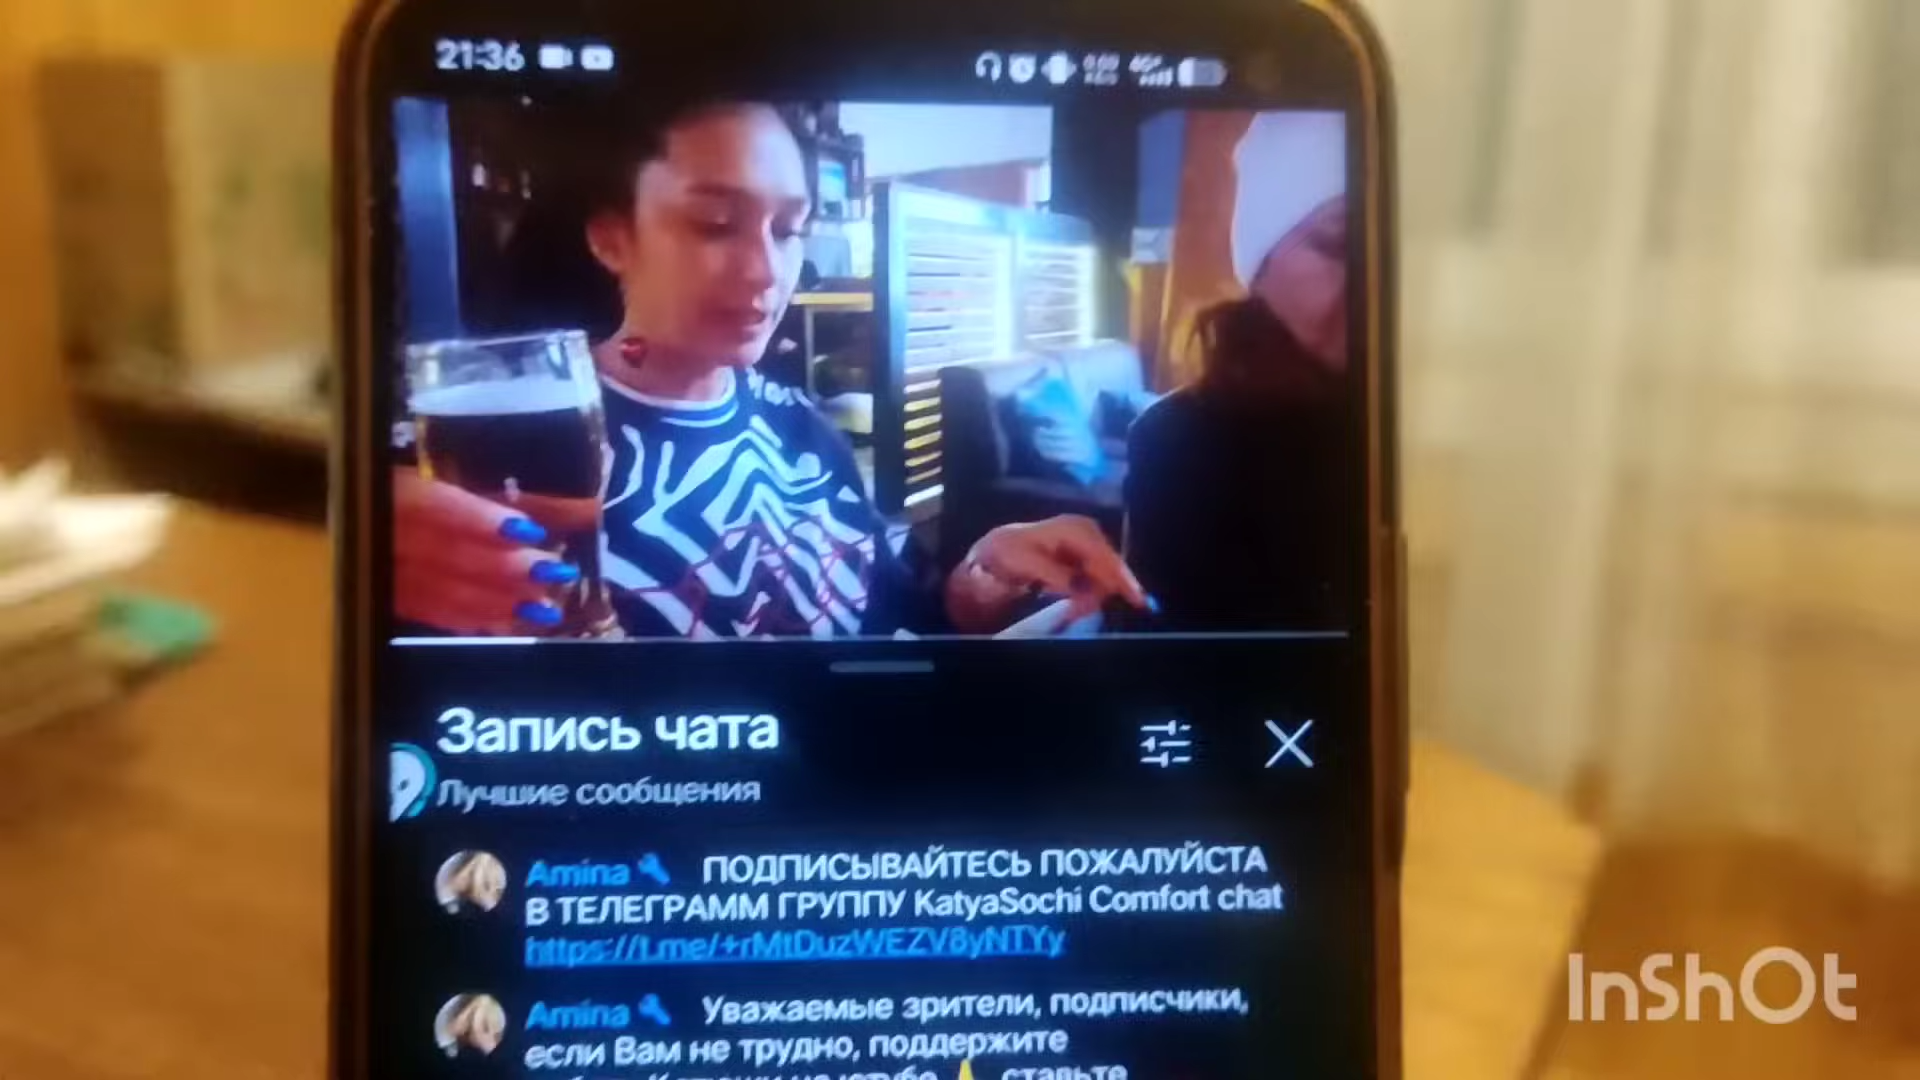 21:36
Запись чата
Лучшие сообщения
Amina ПОДПИСЫВАЙТЕСЬ ПОЖАЛУЙСТА
В ТЕЛЕГРАММ ГРУППУ KatyaSochi Comfort chat
https://t.me/+rMtDuzWEZV8yNTYy
Amina Уважаемые зрители, подписчики,
если Вам не трудно, поддержите
ставьте
InShOt